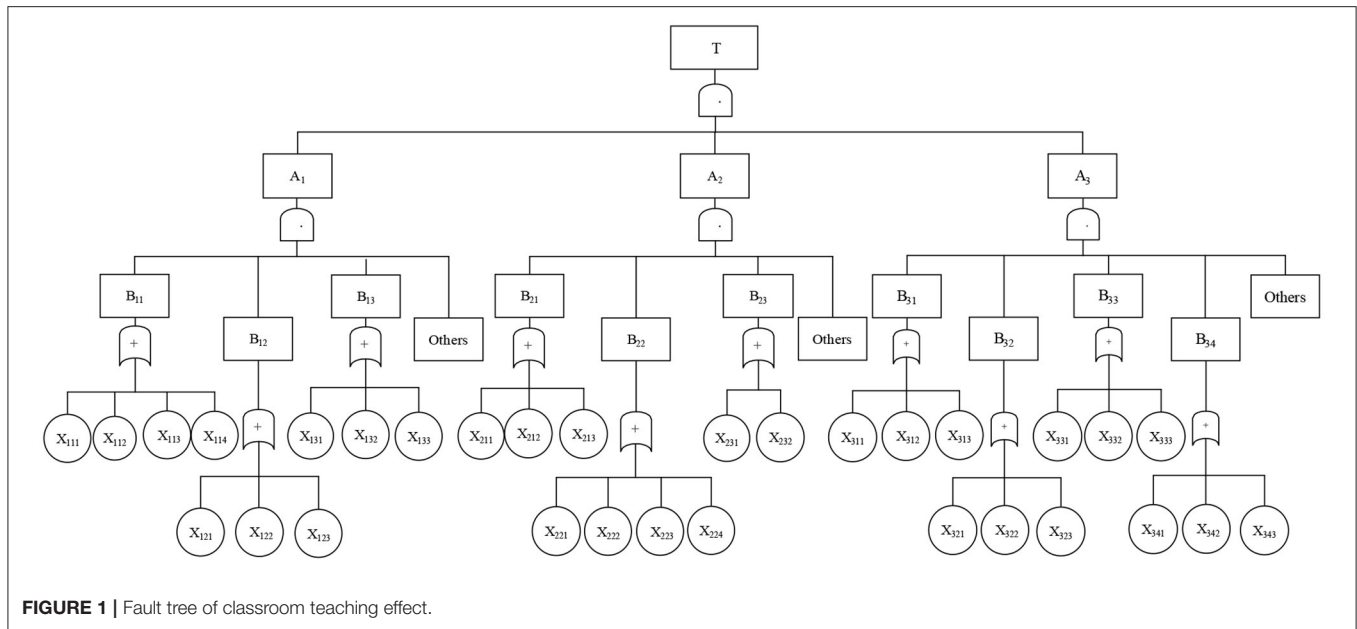 T
·
A₁ A₂ A₃
· · ·
B₁₁ B₁₃ B₂₁ B₂₃ B₃₁ B₃₃ Others
B₁₂ Others B₂₂ Others B₃₂ B₃₄
+ + + + + +
X₁₁₁ X₁₁₂ X₁₁₃ X₁₁₄ + X₁₃₁ X₁₃₂ X₁₃₃ X₂₁₁ X₂₁₂ X₂₁₃ + X₂₃₁ X₂₃₂ X₃₁₁ X₃₁₂ X₃₁₃ + X₃₃₁ X₃₃₂ X₃₃₃ +
X₁₂₁ X₁₂₂ X₁₂₃ X₂₂₁ X₂₂₂ X₂₂₃ X₂₂₄ X₃₂₁ X₃₂₂ X₃₂₃ X₃₄₁ X₃₄₂ X₃₄₃
FIGURE 1 | Fault tree of classroom teaching effect.